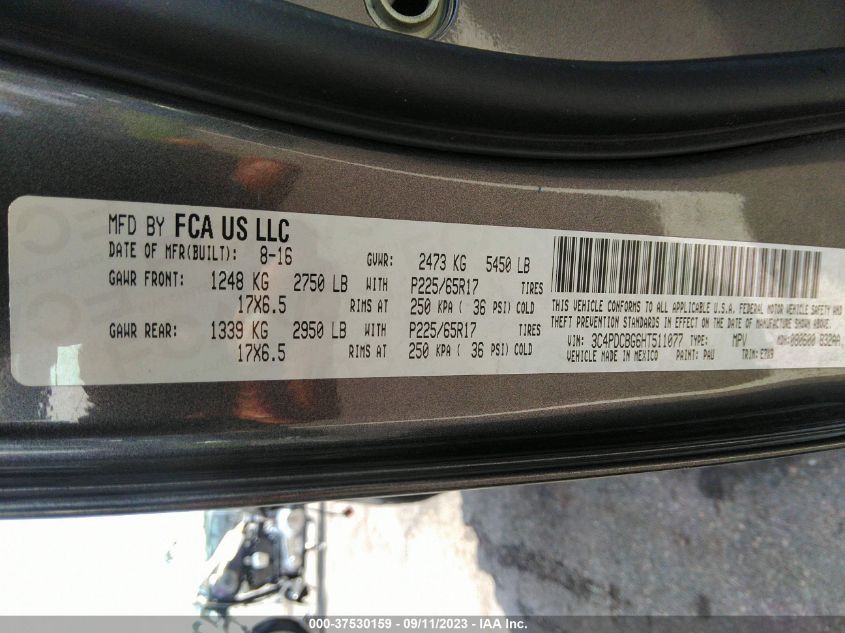 MFD BY FCA US LLC
DATE OF MFR(BUILT): 8-16 GVWR: 2473 KG 5450 LB
GAWR FRONT: 1248 KG 2750 LB WITH P225/65R17 TIRES
17X6.5 RIMS AT 250 KPA ( 36 PSI) COLD
GAWR REAR: 1339 KG 2950 LB WITH P225/65R17 TIRES
17X6.5 RIMS AT 250 KPA ( 36 PSI) COLD
THIS VEHICLE CONFORMS TO ALL APPLICABLE U.S.A. FEDERAL MOTOR VEHICLE SAFETY AND
THEFT PREVENTION STANDARDS IN EFFECT ON THE DATE OF MANUFACTURE SHOWN ABOVE
VIN: 3C4PDCBG6HT511077 TYPE: MPV MDH: 080600
VEHICLE MADE IN MEXICO PAINT: PAU TRIM:
000-37530159 - 09/11/2023 - IAA Inc.